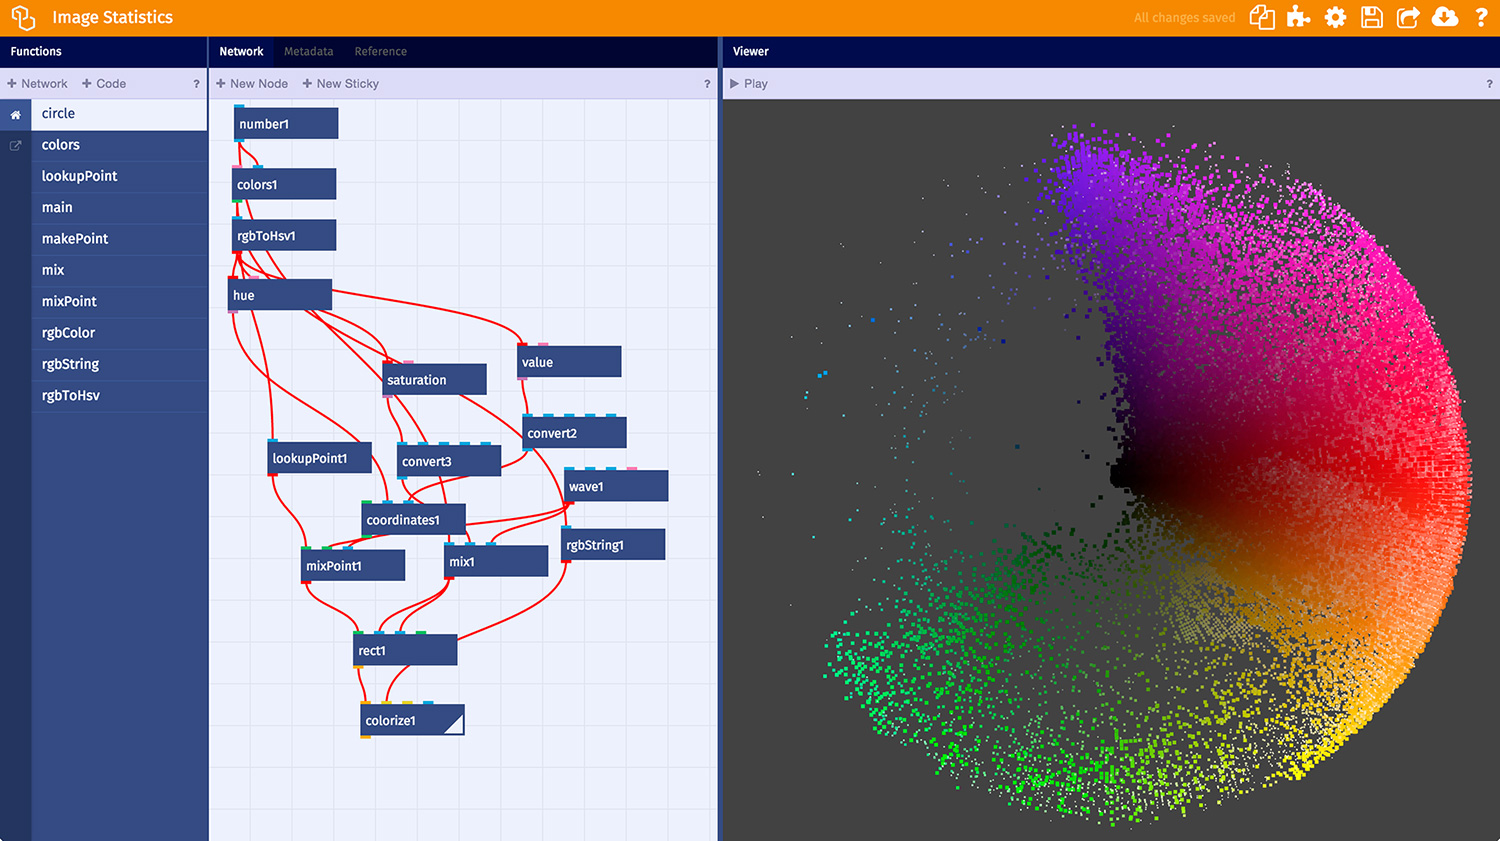 Image Statistics
All changes saved
?
Functions
Network Metadata Reference
Viewer
+ Network + Code ?
+ New Node + New Sticky ?
Play ?
circle
colors
lookupPoint
main
makePoint
mix
mixPoint
rgbColor
rgbString
rgbToHsv
number1
colors1
rgbToHsv1
hue
value
saturation
convert2
lookupPoint1
convert3
wave1
coordinates1
rgbString1
mixPoint1
mix1
rect1
colorize1